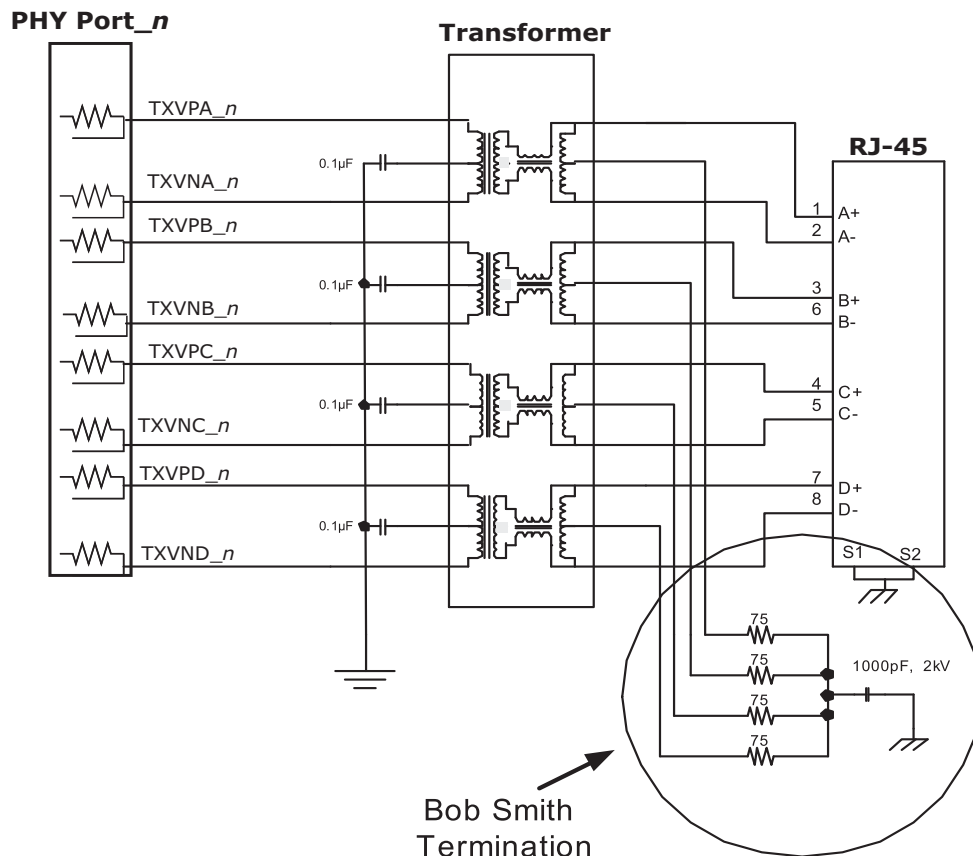 PHY Port_n
Transformer
RJ-45
TXVPA_n
0.1µF
TXVNA_n
TXVPB_n
0.1µF
TXVNB_n
TXVPC_n
0.1µF
TXVNC_n
TXVPD_n
0.1µF
TXVND_n
1 A+
2 A-
3 B+
6 B-
4 C+
5 C-
7 D+
8 D-
S1 S2
75
75
75
75
1000pF, 2kV
Bob Smith
Termination